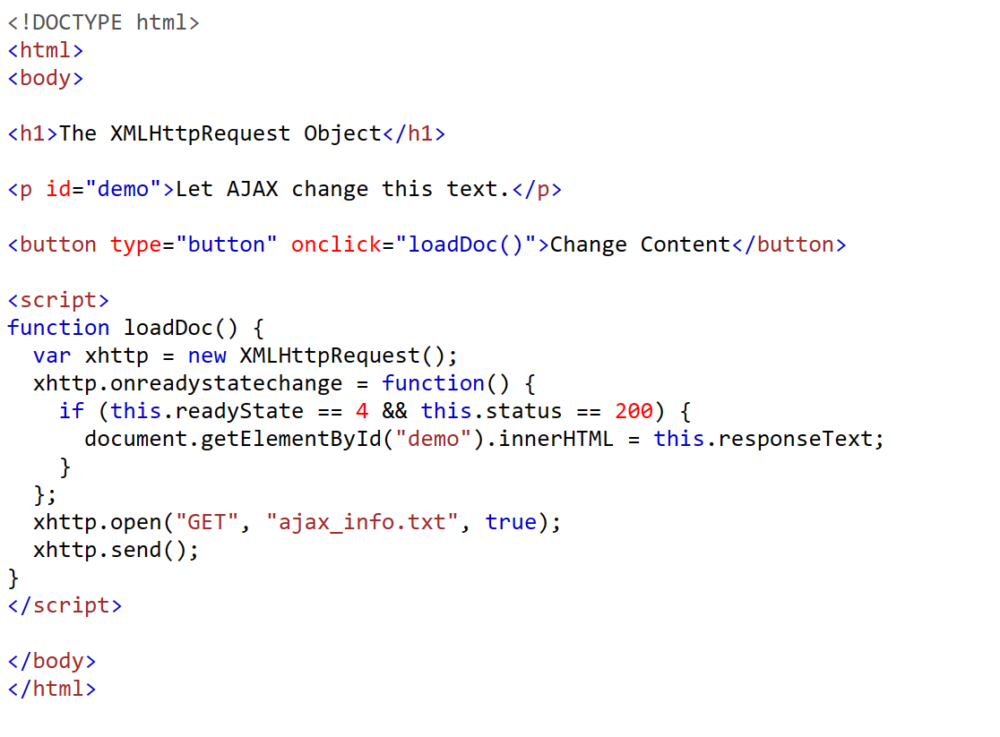 <!DOCTYPE html>
<html>
<body>

<h1>The XMLHttpRequest Object</h1>

<p id="demo">Let AJAX change this text.</p>

<button type="button" onclick="loadDoc()">Change Content</button>

<script>
function loadDoc() {
  var xhttp = new XMLHttpRequest();
  xhttp.onreadystatechange = function() {
    if (this.readyState == 4 && this.status == 200) {
      document.getElementById("demo").innerHTML = this.responseText;
    }
  };
  xhttp.open("GET", "ajax_info.txt", true);
  xhttp.send();
}
</script>

</body>
</html>